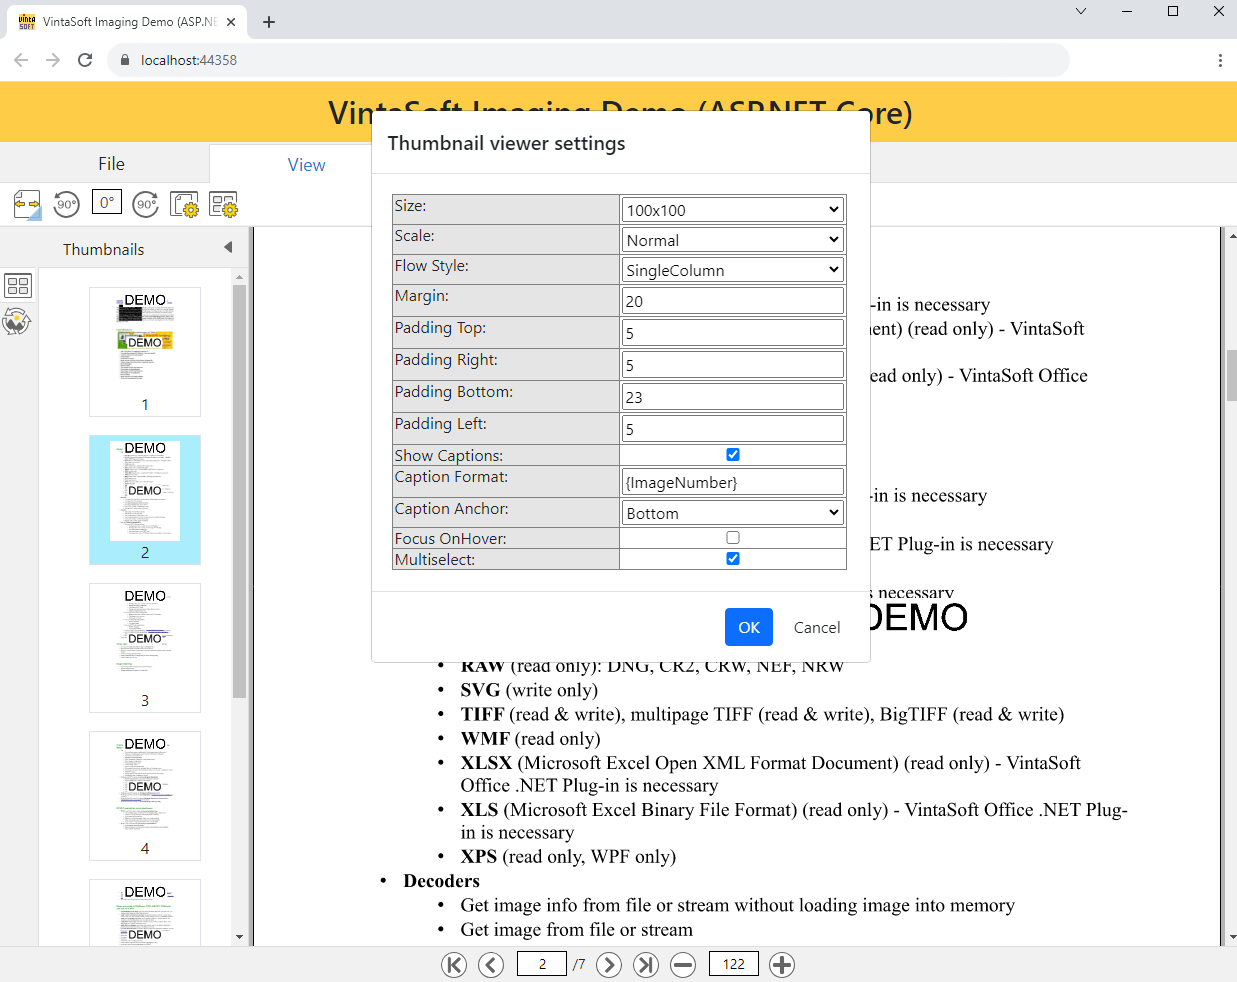 VintaSoft Imaging Demo (ASP.NE
localhost:44358
VintaSoft Imaging Demo (ASP.NET Core)
File
View
90°
0°
90°
Thumbnails
DEMO
DEMO
1
DEMO
DEMO
2
DEMO
DEMO
3
DEMO
DEMO
4
DEMO
DEMO
Thumbnail viewer settings
Size:
100x100
Scale:
Normal
Flow Style:
SingleColumn
Margin:
20
Padding Top:
5
Padding Right:
5
Padding Bottom:
23
Padding Left:
5
Show Captions:
Caption Format:
{ImageNumber}
Caption Anchor:
Bottom
Focus OnHover:
Multiselect:
OK
Cancel
-in is necessary
ent) (read only) - VintaSoft
ead only) - VintaSoft Office
-in is necessary
ET Plug-in is necessary
s necessary
DEMO
• RAW (read only): DNG, CR2, CRW, NEF, NRW
• SVG (write only)
• TIFF (read & write), multipage TIFF (read & write), BigTIFF (read & write)
• WMF (read only)
• XLSX (Microsoft Excel Open XML Format Document) (read only) - VintaSoft
Office .NET Plug-in is necessary
• XLS (Microsoft Excel Binary File Format) (read only) - VintaSoft Office .NET Plug-
in is necessary
• XPS (read only, WPF only)
• Decoders
• Get image info from file or stream without loading image into memory
• Get image from file or stream
2 /7
122